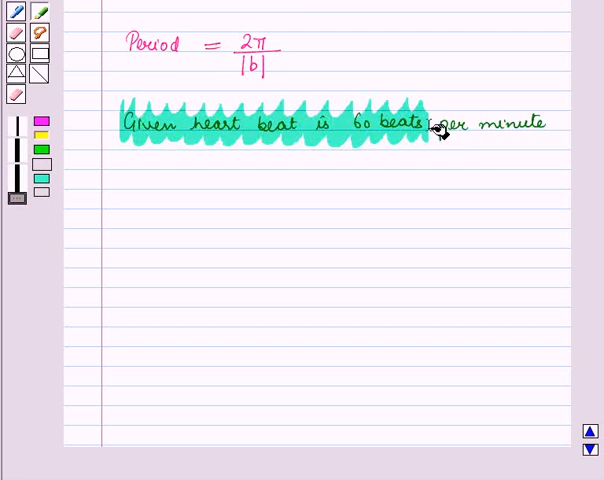 Period = 2π / |b|
Given heart beat is 60 beats per minute